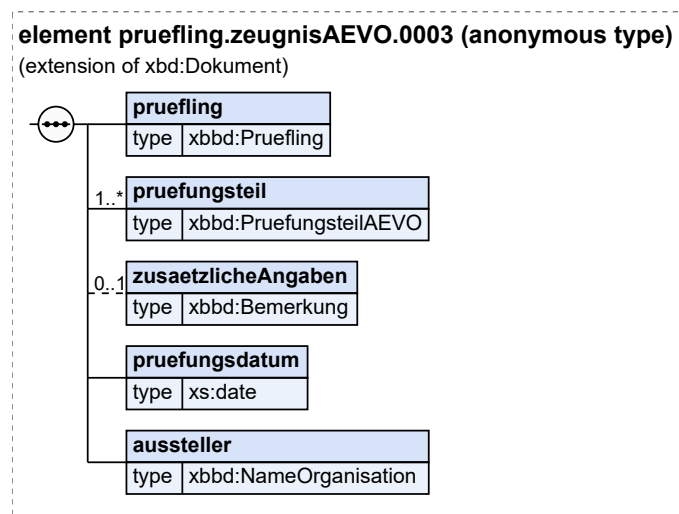 element pruefling.zeugnisAEVO.0003 (anonymous type)
(extension of xbd:Dokument)
pruefling
type xbbd:Pruefling
1..* pruefungsteil
type xbbd:PruefungsteilAEVO
0..1 zusaetzlicheAngaben
type xbbd:Bemerkung
pruefungsdatum
type xs:date
aussteller
type xbbd:NameOrganisation